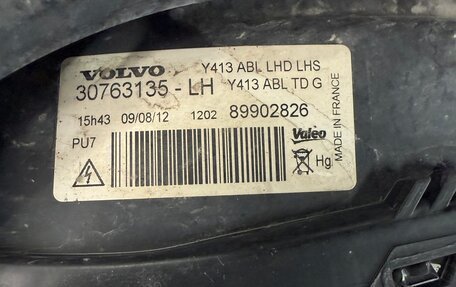 VOLVO Y413 ABL LHD LHS
30763135 - LH Y413 ABL TD G
15h43 09/08/12 1202 89902826
PU7
Valeo
Hg
MADE IN FRANCE